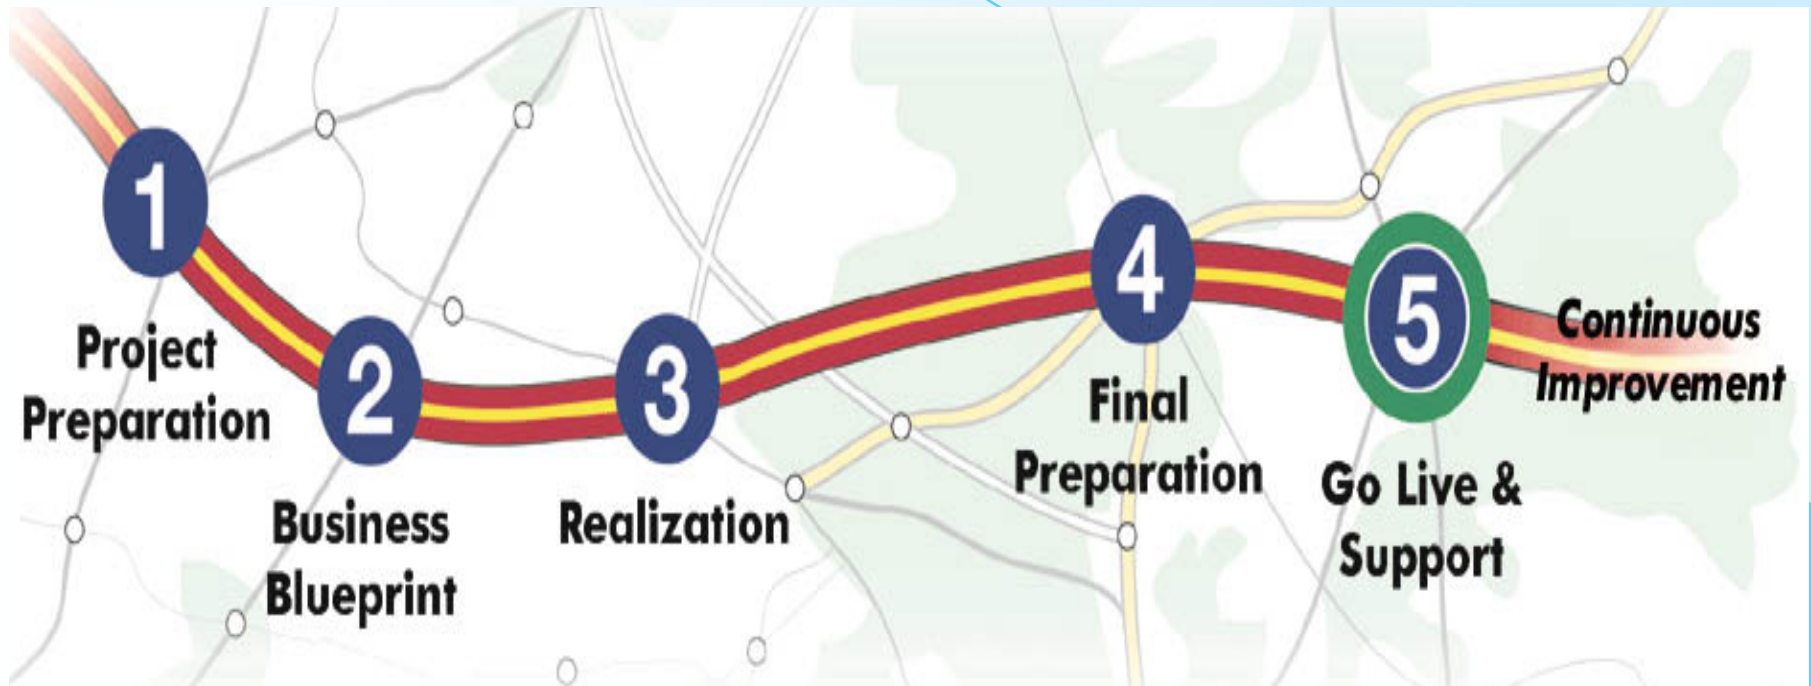 1
Project
Preparation
2
Business
Blueprint
3
Realization
4
Final
Preparation
5
Go Live &
Support
Continuous
Improvement